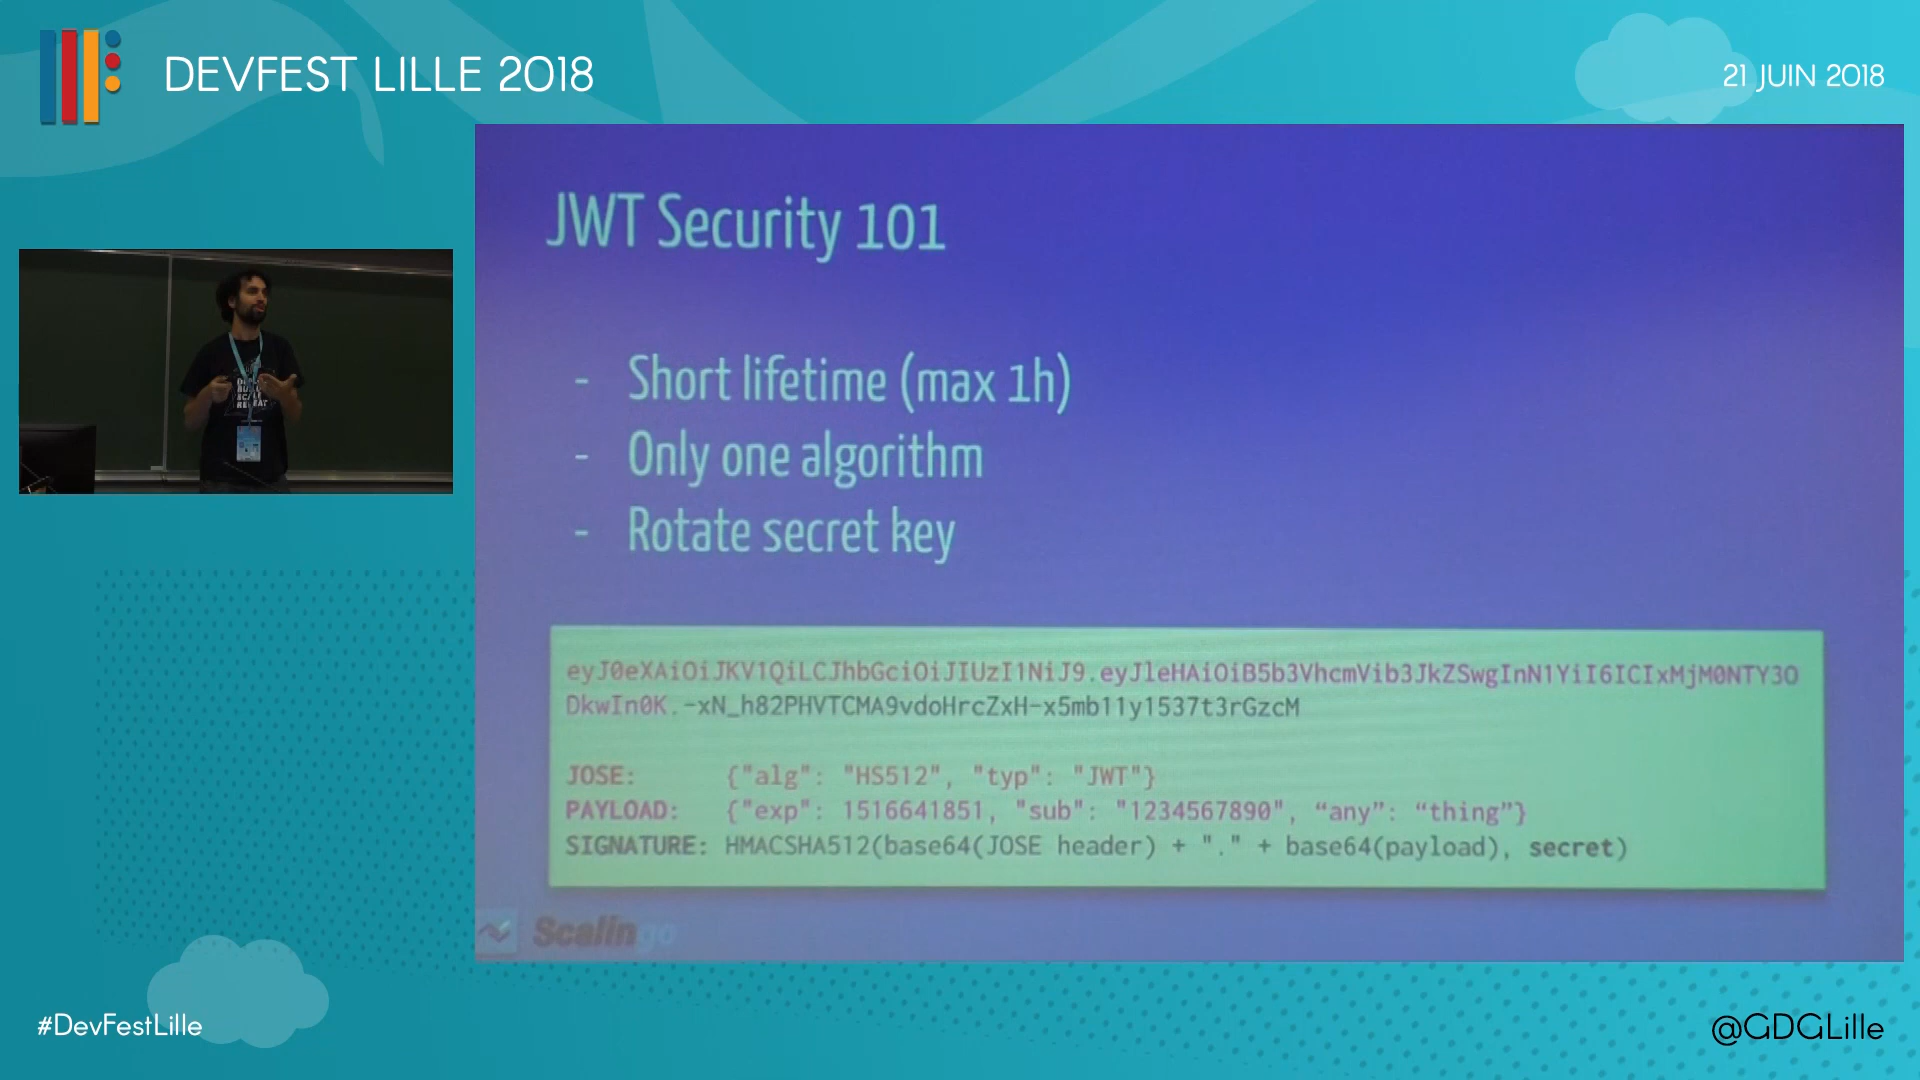 DEVFEST LILLE 2018
21 JUIN 2018
JWT Security 101
- Short lifetime (max 1h)
- Only one algorithm
- Rotate secret key
eyJ0eXAiOiJKV1QiLCJhbGciOiJIUzI1NiJ9.eyJleHAiOiB5b3VhcmVib3JkZSwgInN1YiI6ICIxMjM0NTY3O
DkwIn0K.-xN_h82PHVTCMA9vdoHrcZxH-x5mb11y1537t3rGzcM
JOSE: {"alg": "HS512", "typ": "JWT"}
PAYLOAD: {"exp": 1516641851, "sub": "1234567890", “any”: “thing”}
SIGNATURE: HMACSHA512(base64(JOSE header) + "." + base64(payload), secret)
Scalingo
#DevFestLille
@GDGLille